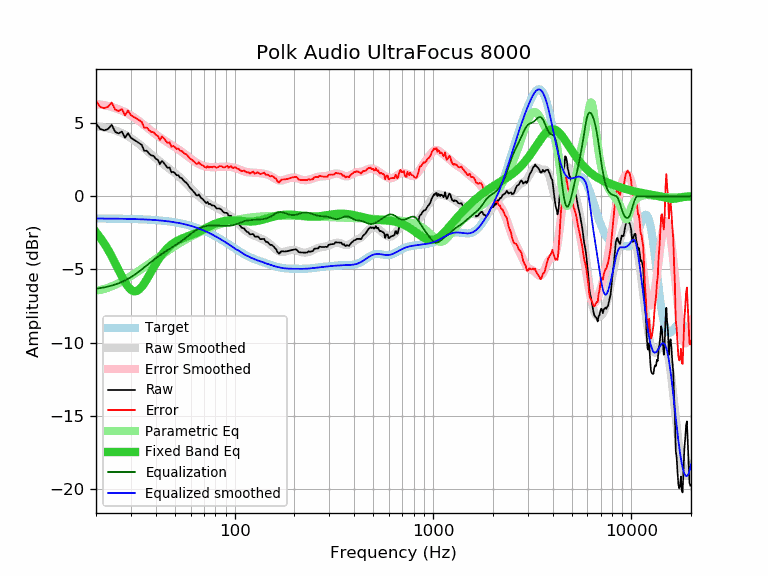 Polk Audio UltraFocus 8000
Amplitude (dBr)
5
0
−5
−10
−15
−20
Target
Raw Smoothed
Error Smoothed
Raw
Error
Parametric Eq
Fixed Band Eq
Equalization
Equalized smoothed
100
1000
10000
Frequency (Hz)